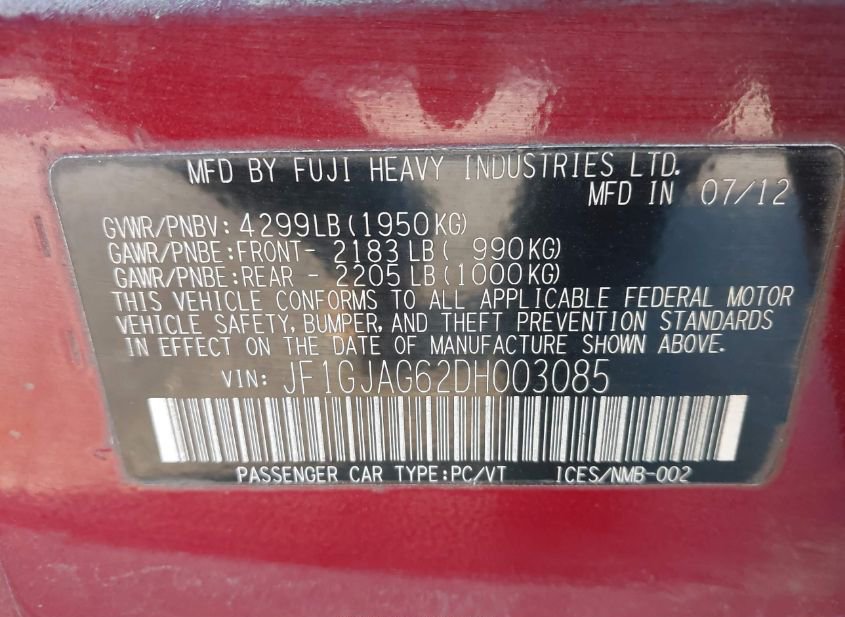 MFD BY FUJI HEAVY INDUSTRIES LTD.
MFD IN 07/12
GVWR/PNBV: 4299LB(1950KG)
GAWR/PNBE:FRONT- 2183LB( 990KG)
GAWR/PNBE:REAR - 2205LB(1000KG)
THIS VEHICLE CONFORMS TO ALL APPLICABLE FEDERAL MOTOR
VEHICLE SAFETY, BUMPER, AND THEFT PREVENTION STANDARDS
IN EFFECT ON THE DATE OF MANUFACTURE SHOWN ABOVE.
VIN: JF1GJAG62DH003085
PASSENGER CAR TYPE:PC/VT ICES/NMB-002